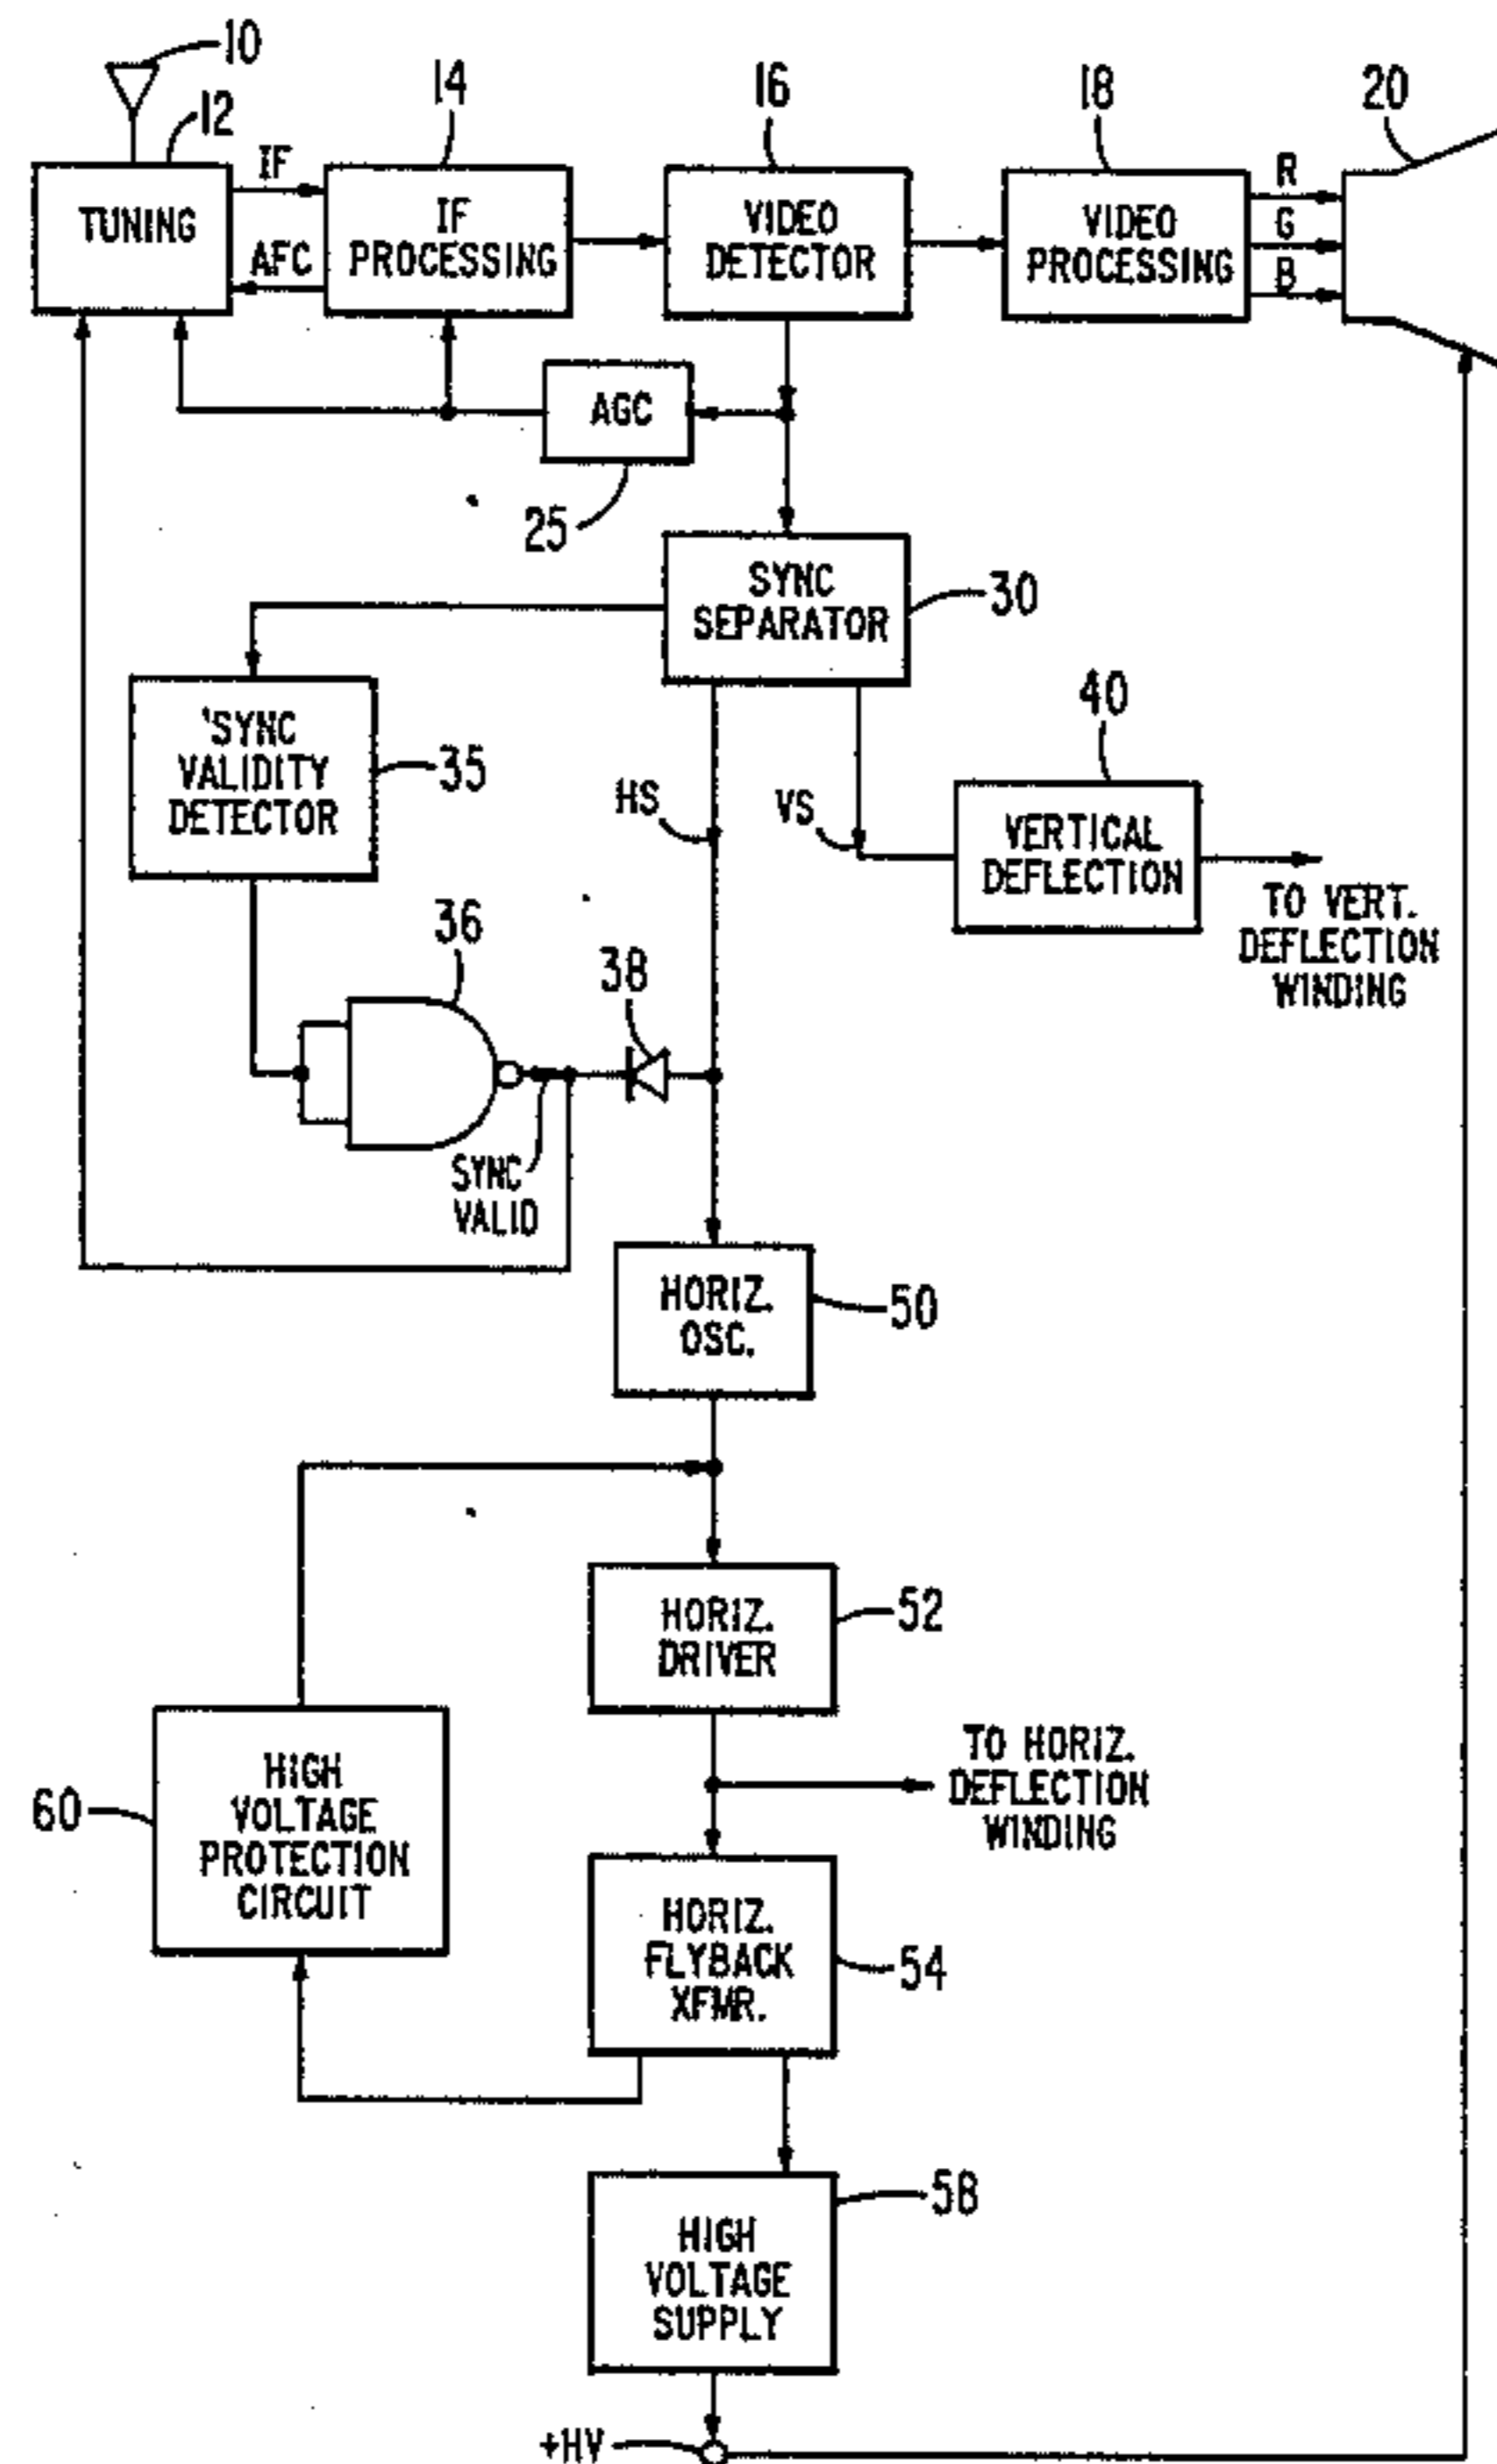 10
12
14
16
18
20
IF
R
TUNING
IF
PROCESSING
VIDEO
DETECTOR
VIDEO
PROCESSING
G
AFC
B
AGC
25
SYNC
SEPARATOR
30
'SYNC
VALIDITY
DETECTOR
35
40
HS
VS
VERTICAL
DEFLECTION
TO VERT.
DEFLECTION
WINDING
36
38
SYNC
VALID
HORIZ.
OSC.
50
HORIZ.
DRIVER
52
TO HORIZ.
DEFLECTION
WINDING
HIGH
VOLTAGE
PROTECTION
CIRCUIT
60
HORIZ.
FLYBACK
XFMR.
54
HIGH
VOLTAGE
SUPPLY
58
+HV